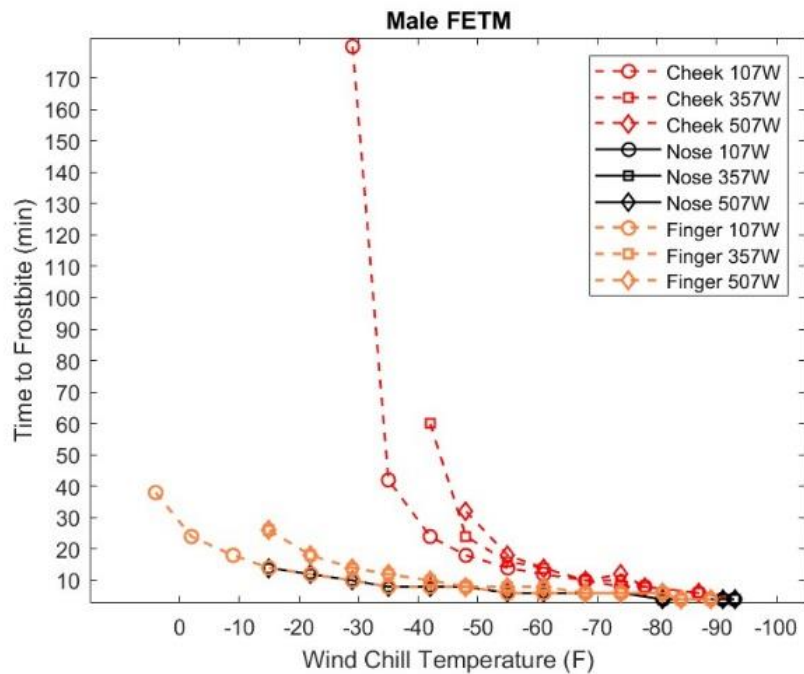 Male FETM
170
160
150
140
130
120
110
100
90
80
70
60
50
40
30
20
10
Time to Frostbite (min)
Cheek 107W
Cheek 357W
Cheek 507W
Nose 107W
Nose 357W
Nose 507W
Finger 107W
Finger 357W
Finger 507W
0 -10 -20 -30 -40 -50 -60 -70 -80 -90 -100
Wind Chill Temperature (F)